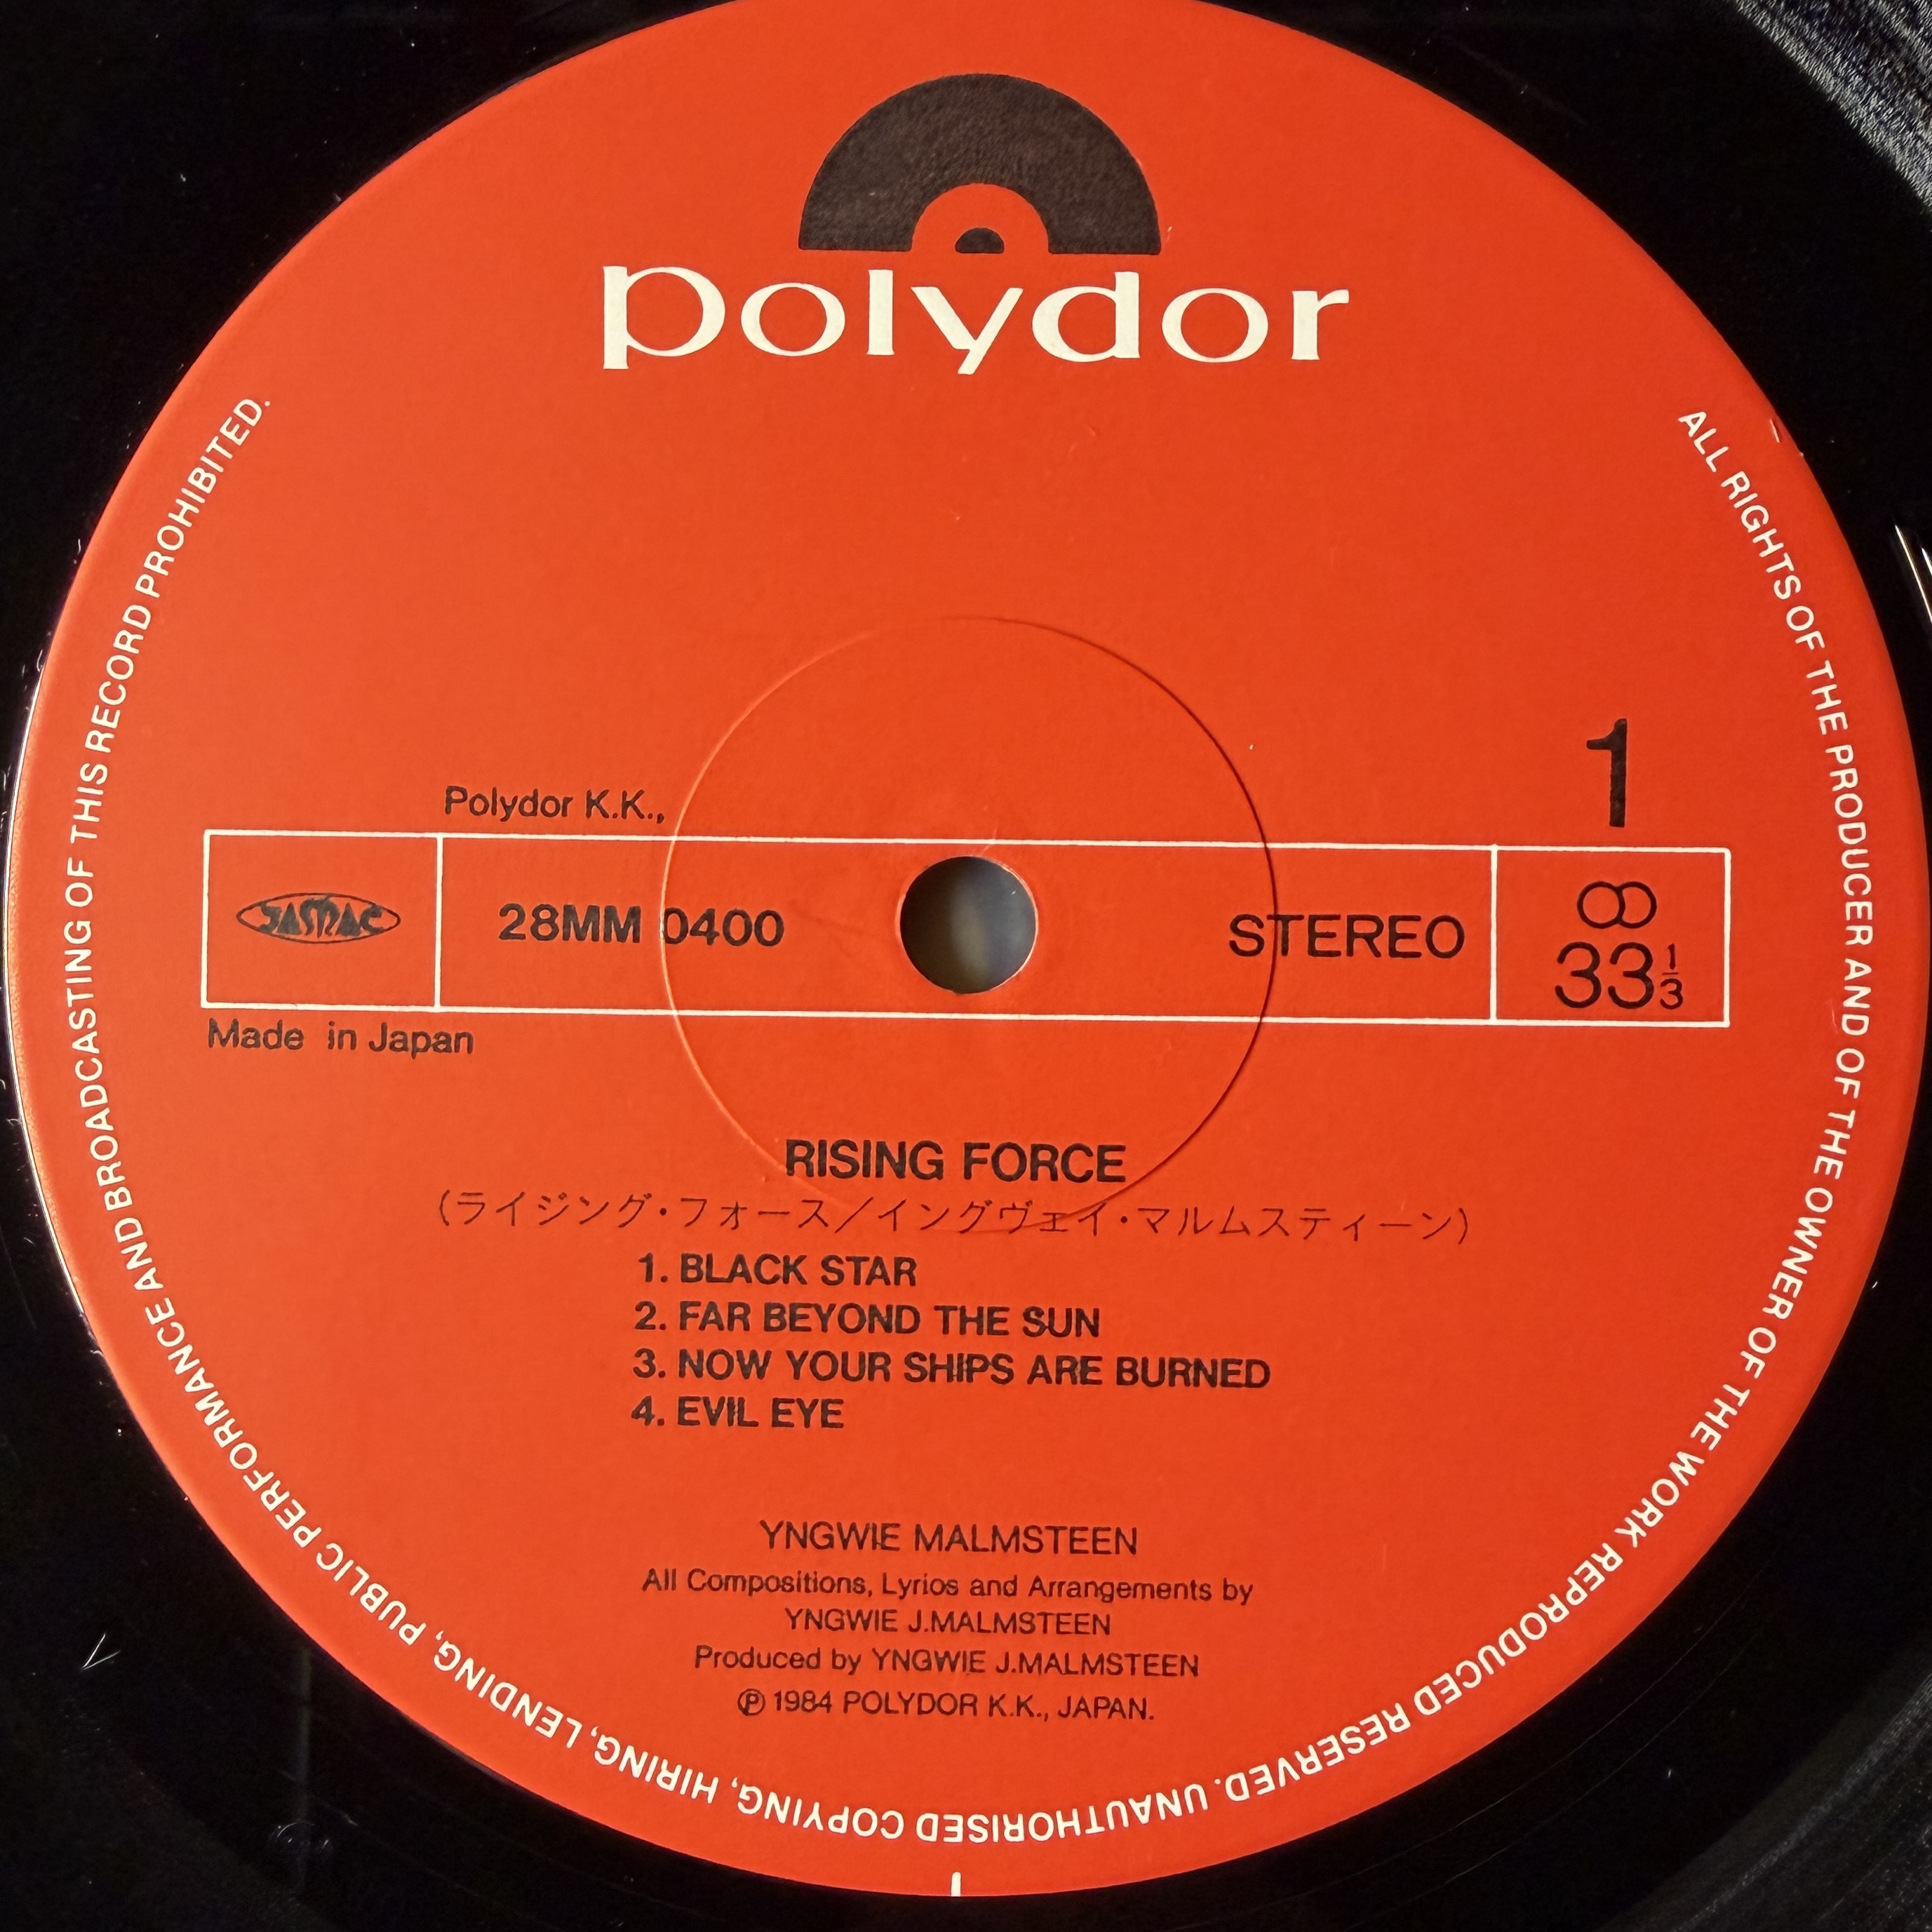 polydor
1
Polydor K.K.,
JASRAC
28MM 0400
STEREO
33 1/3
Made in Japan
RISING FORCE
(ライジング・フォース/イングヴェイ・マルムスティーン)
1. BLACK STAR
2. FAR BEYOND THE SUN
3. NOW YOUR SHIPS ARE BURNED
4. EVIL EYE
YNGWIE MALMSTEEN
All Compositions, Lyrios and Arrangements by
YNGWIE J.MALMSTEEN
Produced by YNGWIE J.MALMSTEEN
℗ 1984 POLYDOR K.K., JAPAN.
ALL RIGHTS OF THE PRODUCER AND OF THE OWNER OF THE WORK REPRODUCED RESERVED. UNAUTHORISED COPYING, HIRING, LENDING, PUBLIC PERFORMANCE AND BROADCASTING OF THIS RECORD PROHIBITED.